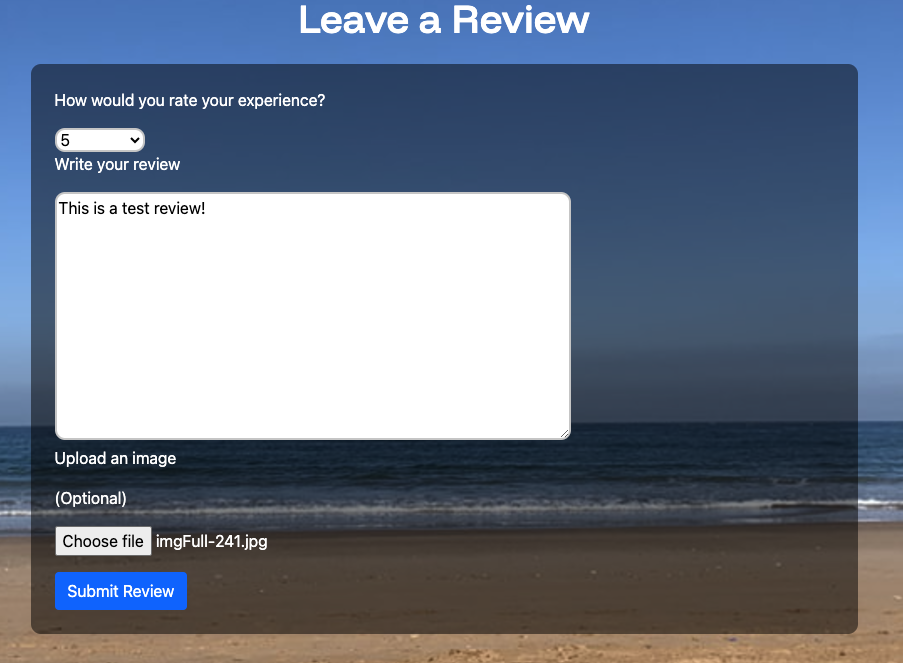 Leave a Review
How would you rate your experience?
5
Write your review
This is a test review!
Upload an image
(Optional)
Choose file imgFull-241.jpg
Submit Review